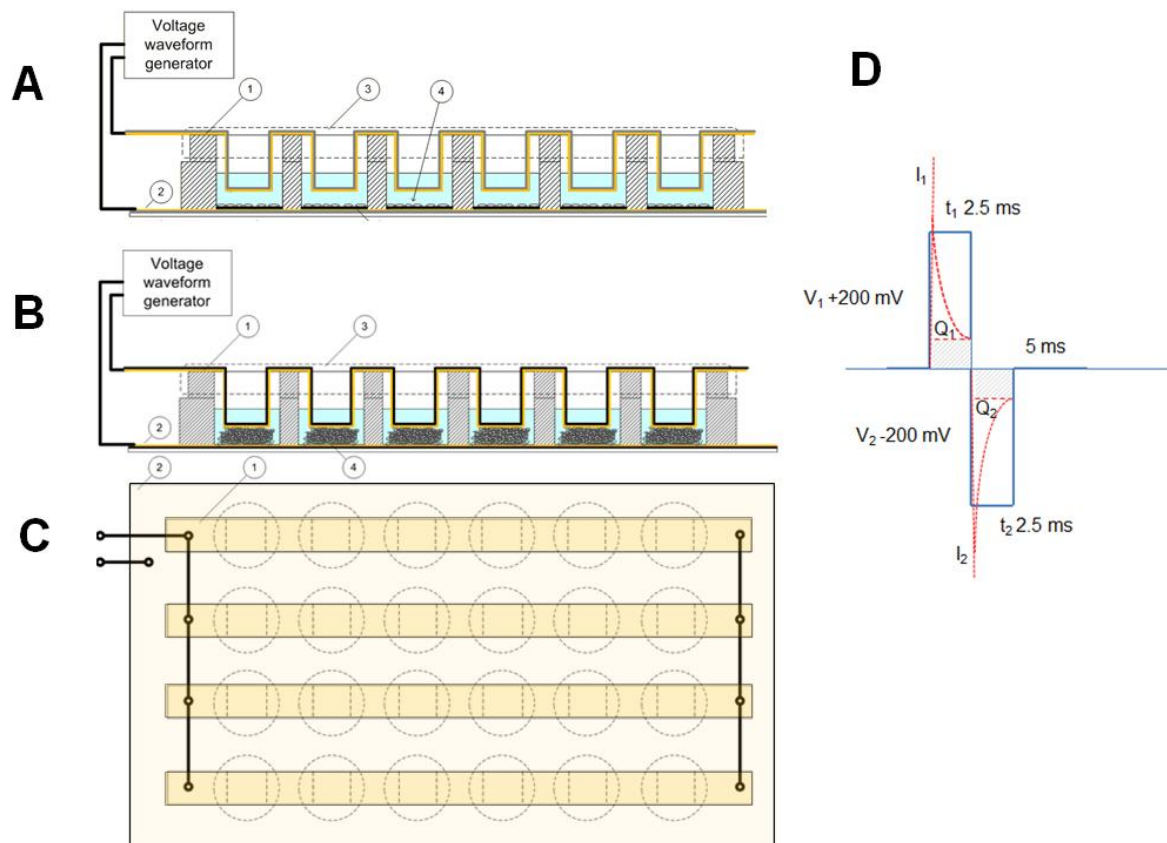 A
Voltage
waveform
generator
1
3
4
2
B
Voltage
waveform
generator
1
3
2
4
C
2
1
D
I₁
t₁ 2.5 ms
V₁ +200 mV
Q₁
5 ms
Q₂
V₂ -200 mV
t₂ 2.5 ms
I₂